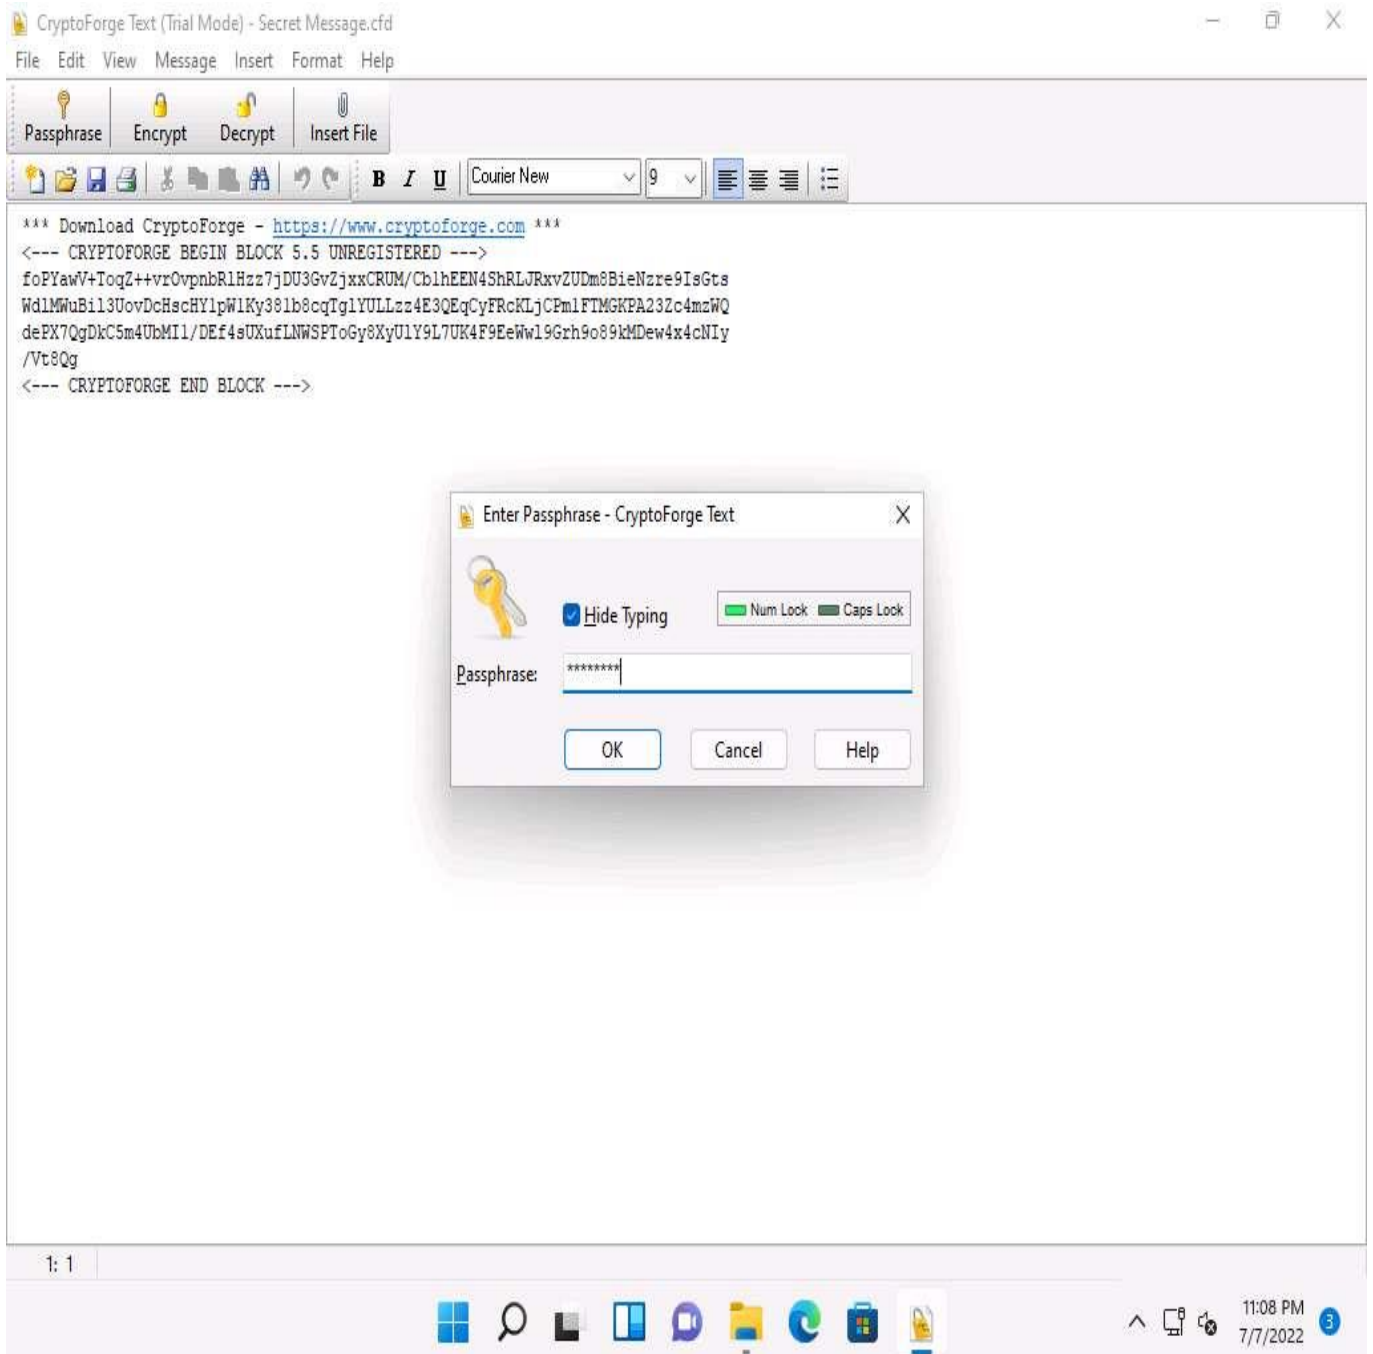 CryptoForge Text (Trial Mode) - Secret Message.cfd
File Edit View Message Insert Format Help
Passphrase Encrypt Decrypt Insert File
B I U Courier New 9
*** Download CryptoForge - https://www.cryptoforge.com ***
<--- CRYPTOFORGE BEGIN BLOCK 5.5 UNREGISTERED --->
foPYawV+ToqZ++vrOvpnbRlHzz7jDU3GvZjxxCRUM/CblhEEN4ShRLJRxvZUDm8BieNzre9IsGts
WdlMWuBil3UovDcHscHYlpWlKy38lb8cqTglYULLzz4E3QEqCyFRcKLjCPmlFTMGKPA23Zc4mzWQ
dePX7QgDkC5m4UbMIl/DEf4sUXufLNWSPToGy8XyUlY9L7UK4F9EeWwl9Grh9o89kMDew4x4cNIy
/Vt8Qg
<--- CRYPTOFORGE END BLOCK --->
Enter Passphrase - CryptoForge Text
Hide Typing Num Lock Caps Lock
Passphrase: ********
OK Cancel Help
1: 1
11:08 PM
7/7/2022 3